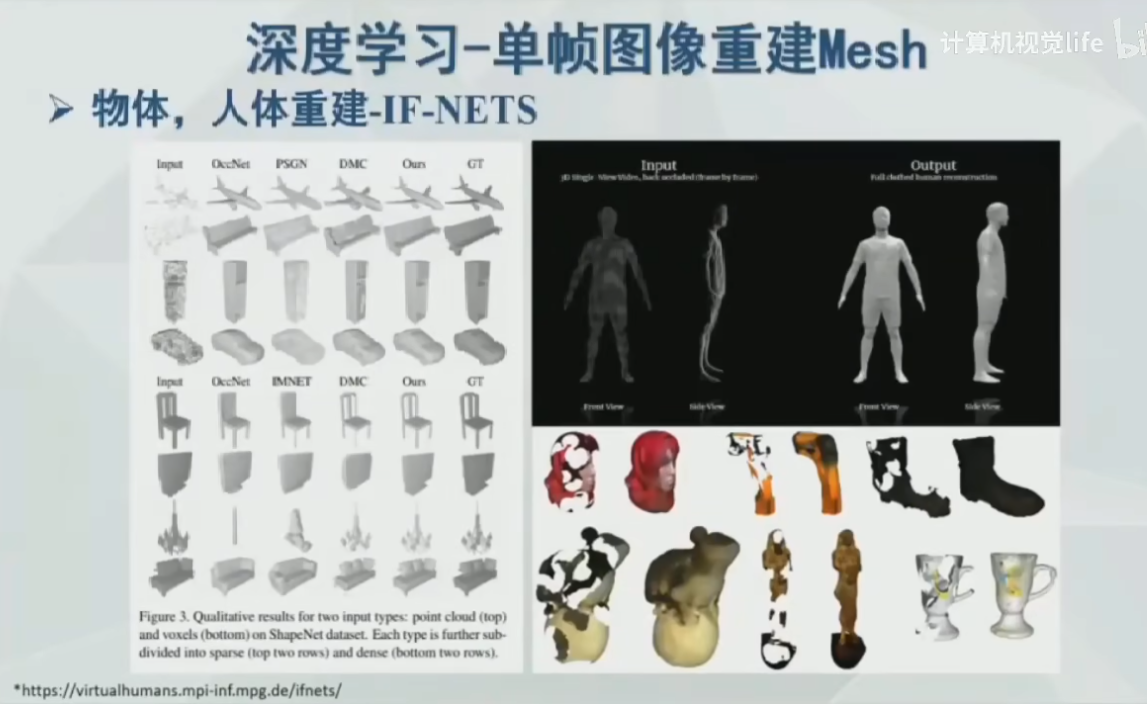 深度学习-单帧图像重建Mesh
计算机视觉life
物体，人体重建-IF-NETS
Input OccNet PSGN DMC Ours GT
Input OccNet IMNET DMC Ours GT
Figure 3. Qualitative results for two input types: point cloud (top)
and voxels (bottom) on ShapeNet dataset. Each type is further sub-
divided into sparse (top two rows) and dense (bottom two rows).
Input
3D Single View Video, back occluded (frame by frame)
Output
Full clothed human reconstruction
Front View Side View Front View Side View
*https://virtualhumans.mpi-inf.mpg.de/ifnets/